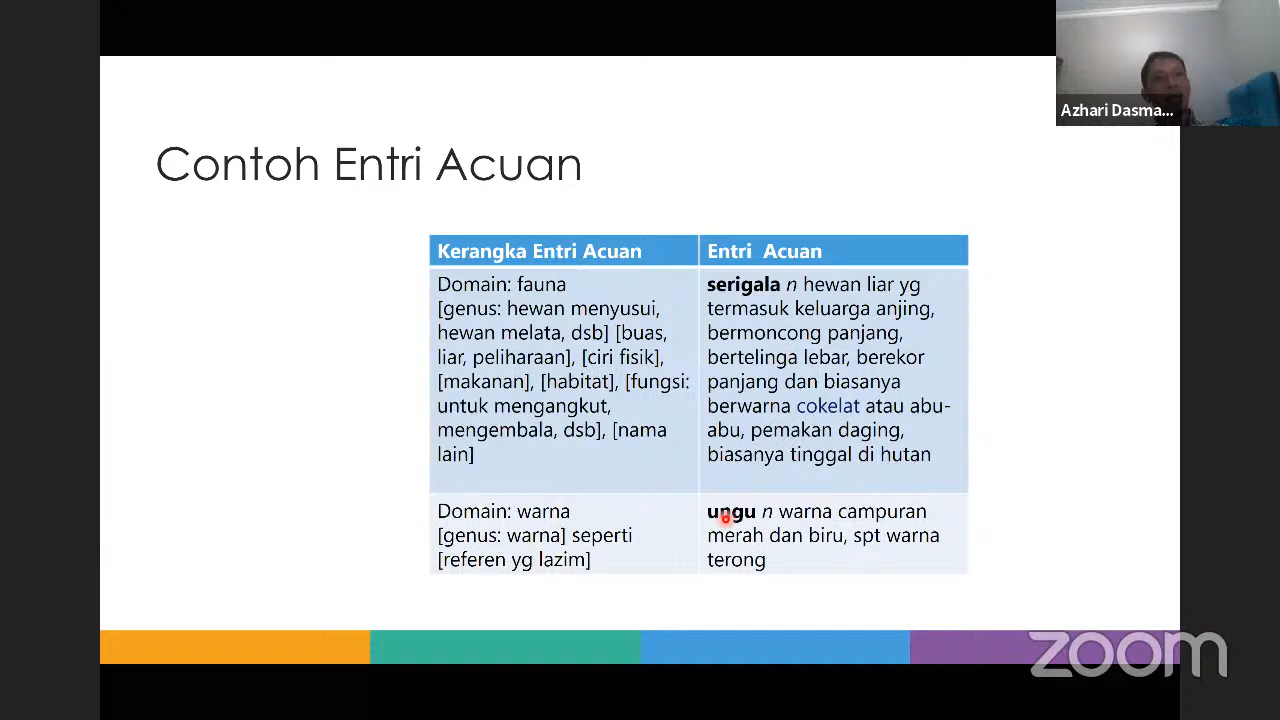 Azhari Dasma...
Contoh Entri Acuan
Kerangka Entri Acuan
Entri Acuan
Domain: fauna
[genus: hewan menyusui,
hewan melata, dsb] [buas,
liar, peliharaan], [ciri fisik],
[makanan], [habitat], [fungsi:
untuk mengangkut,
mengembala, dsb], [nama
lain]
serigala n hewan liar yg
termasuk keluarga anjing,
bermoncong panjang,
bertelinga lebar, berekor
panjang dan biasanya
berwarna cokelat atau abu-
abu, pemakan daging,
biasanya tinggal di hutan
Domain: warna
[genus: warna] seperti
[referen yg lazim]
ungu n warna campuran
merah dan biru, spt warna
terong
zoom